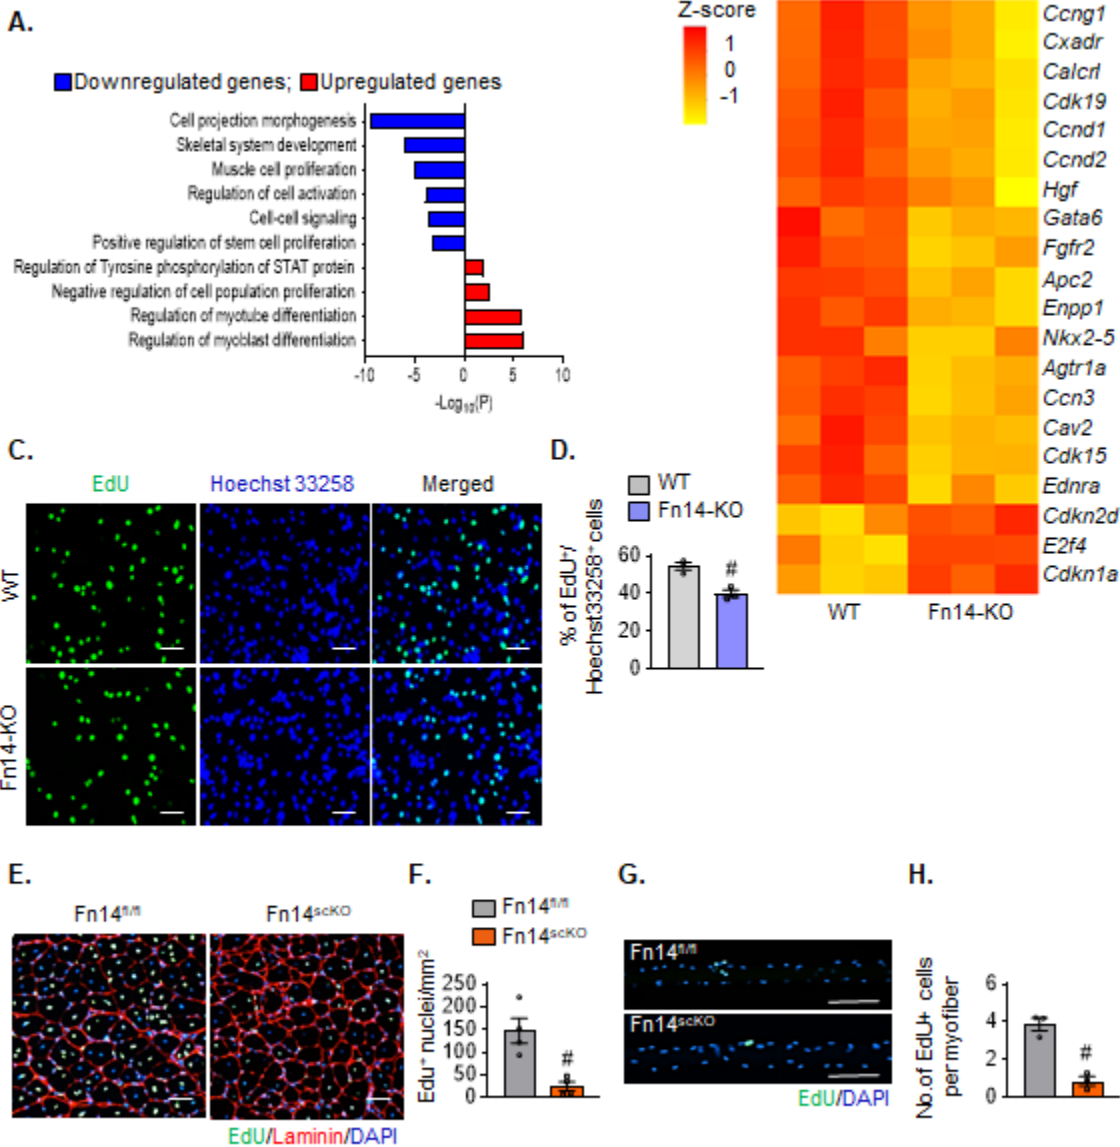 A.
Downregulated genes; Upregulated genes
Cell projection morphogenesis
Skeletal system development
Muscle cell proliferation
Regulation of cell activation
Cell-cell signaling
Positive regulation of stem cell proliferation
Regulation of Tyrosine phosphorylation of STAT protein
Negative regulation of cell population proliferation
Regulation of myotube differentiation
Regulation of myoblast differentiation
-10 -5 0 5 10
-Log10(P)
Z-score
1
0
-1
Ccng1
Cxadr
Calcrl
Cdk19
Ccnd1
Ccnd2
Hgf
Gata6
Fgfr2
Apc2
Enpp1
Nkx2-5
Agtr1a
Ccn3
Cav2
Cdk15
Ednra
Cdkn2d
E2f4
Cdkn1a
WT Fn14-KO
C.
EdU Hoechst 33258 Merged
WT
Fn14-KO
D.
WT
Fn14-KO
% of EdU+/
Hoechst33258+ cells
60
40
20
0
#
E.
Fn14fl/fl Fn14scKO
EdU/Laminin/DAPI
F.
Fn14fl/fl
Fn14scKO
Edu+ nuclei/mm2
250
200
150
100
50
0
#
G.
Fn14fl/fl
Fn14scKO
EdU/DAPI
H.
No.of EdU+ cells
per myofiber
6
4
2
0
#